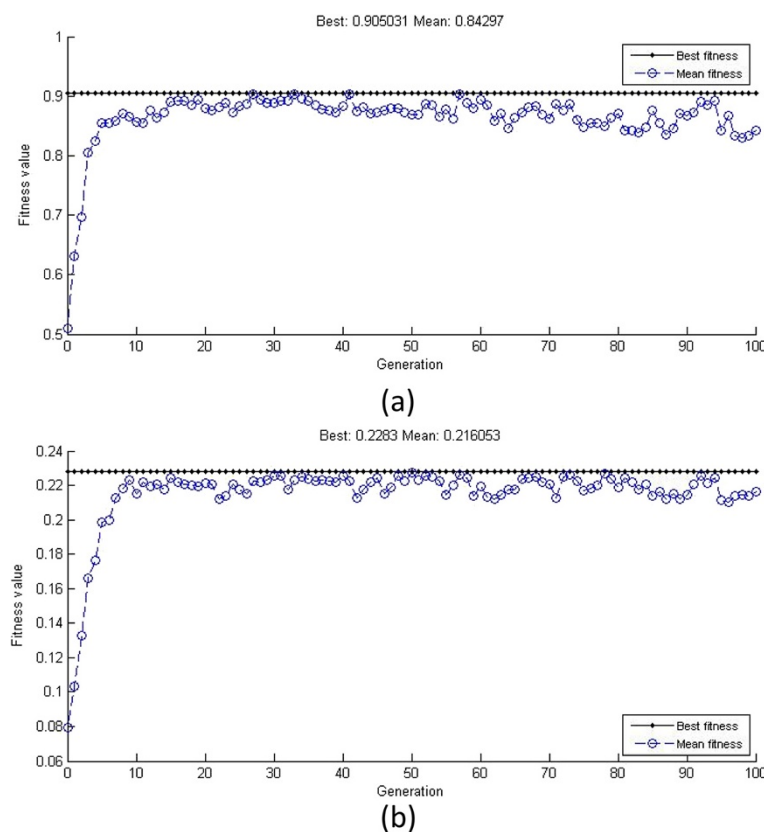 Best: 0.905031 Mean: 0.84297
Best fitness
Mean fitness
Fitness value
1
0.9
0.8
0.7
0.6
0.5
0 10 20 30 40 50 60 70 80 90 100
Generation
(a)
Best: 0.2283 Mean: 0.216053
Fitness value
0.24
0.22
0.2
0.18
0.16
0.14
0.12
0.1
0.08
0.06
Best fitness
Mean fitness
0 10 20 30 40 50 60 70 80 90 100
Generation
(b)